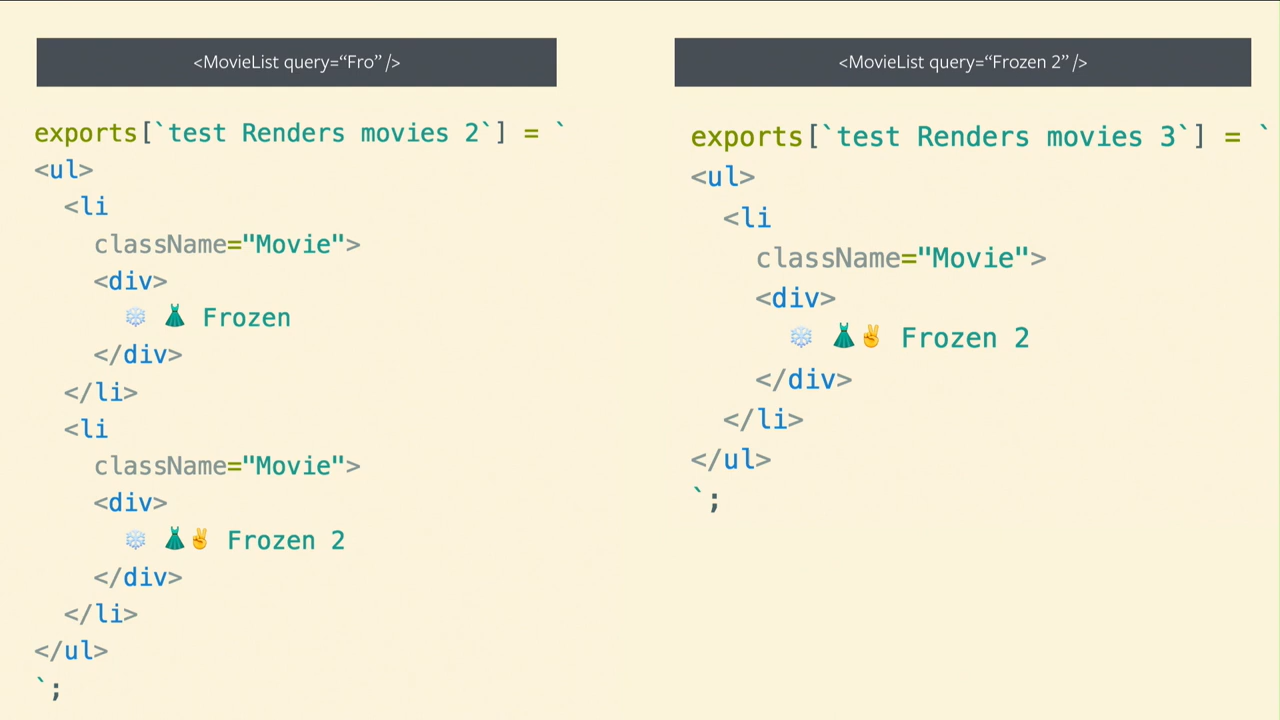 <MovieList query=“Fro” />
exports[`test Renders movies 2`] = `
<ul>
<li
className="Movie">
<div>
❄️ 👗 Frozen
</div>
</li>
<li
className="Movie">
<div>
❄️ 👗✌️ Frozen 2
</div>
</li>
</ul>
`;
<MovieList query=“Frozen 2” />
exports[`test Renders movies 3`] = `
<ul>
<li
className="Movie">
<div>
❄️ 👗✌️ Frozen 2
</div>
</li>
</ul>
`;